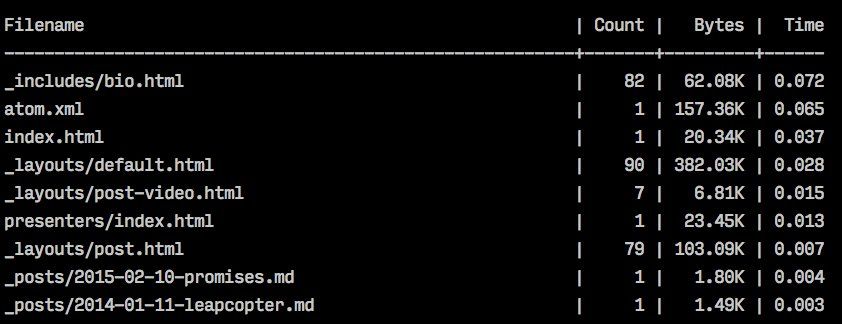 Filename | Count | Bytes | Time
---------------------------------------------------------+-------+---------+------
_includes/bio.html | 82 | 62.08K | 0.072
atom.xml | 1 | 157.36K | 0.065
index.html | 1 | 20.34K | 0.037
_layouts/default.html | 90 | 382.03K | 0.028
_layouts/post-video.html | 7 | 6.81K | 0.015
presenters/index.html | 1 | 23.45K | 0.013
_layouts/post.html | 79 | 103.09K | 0.007
_posts/2015-02-10-promises.md | 1 | 1.80K | 0.004
_posts/2014-01-11-leapcopter.md | 1 | 1.49K | 0.003